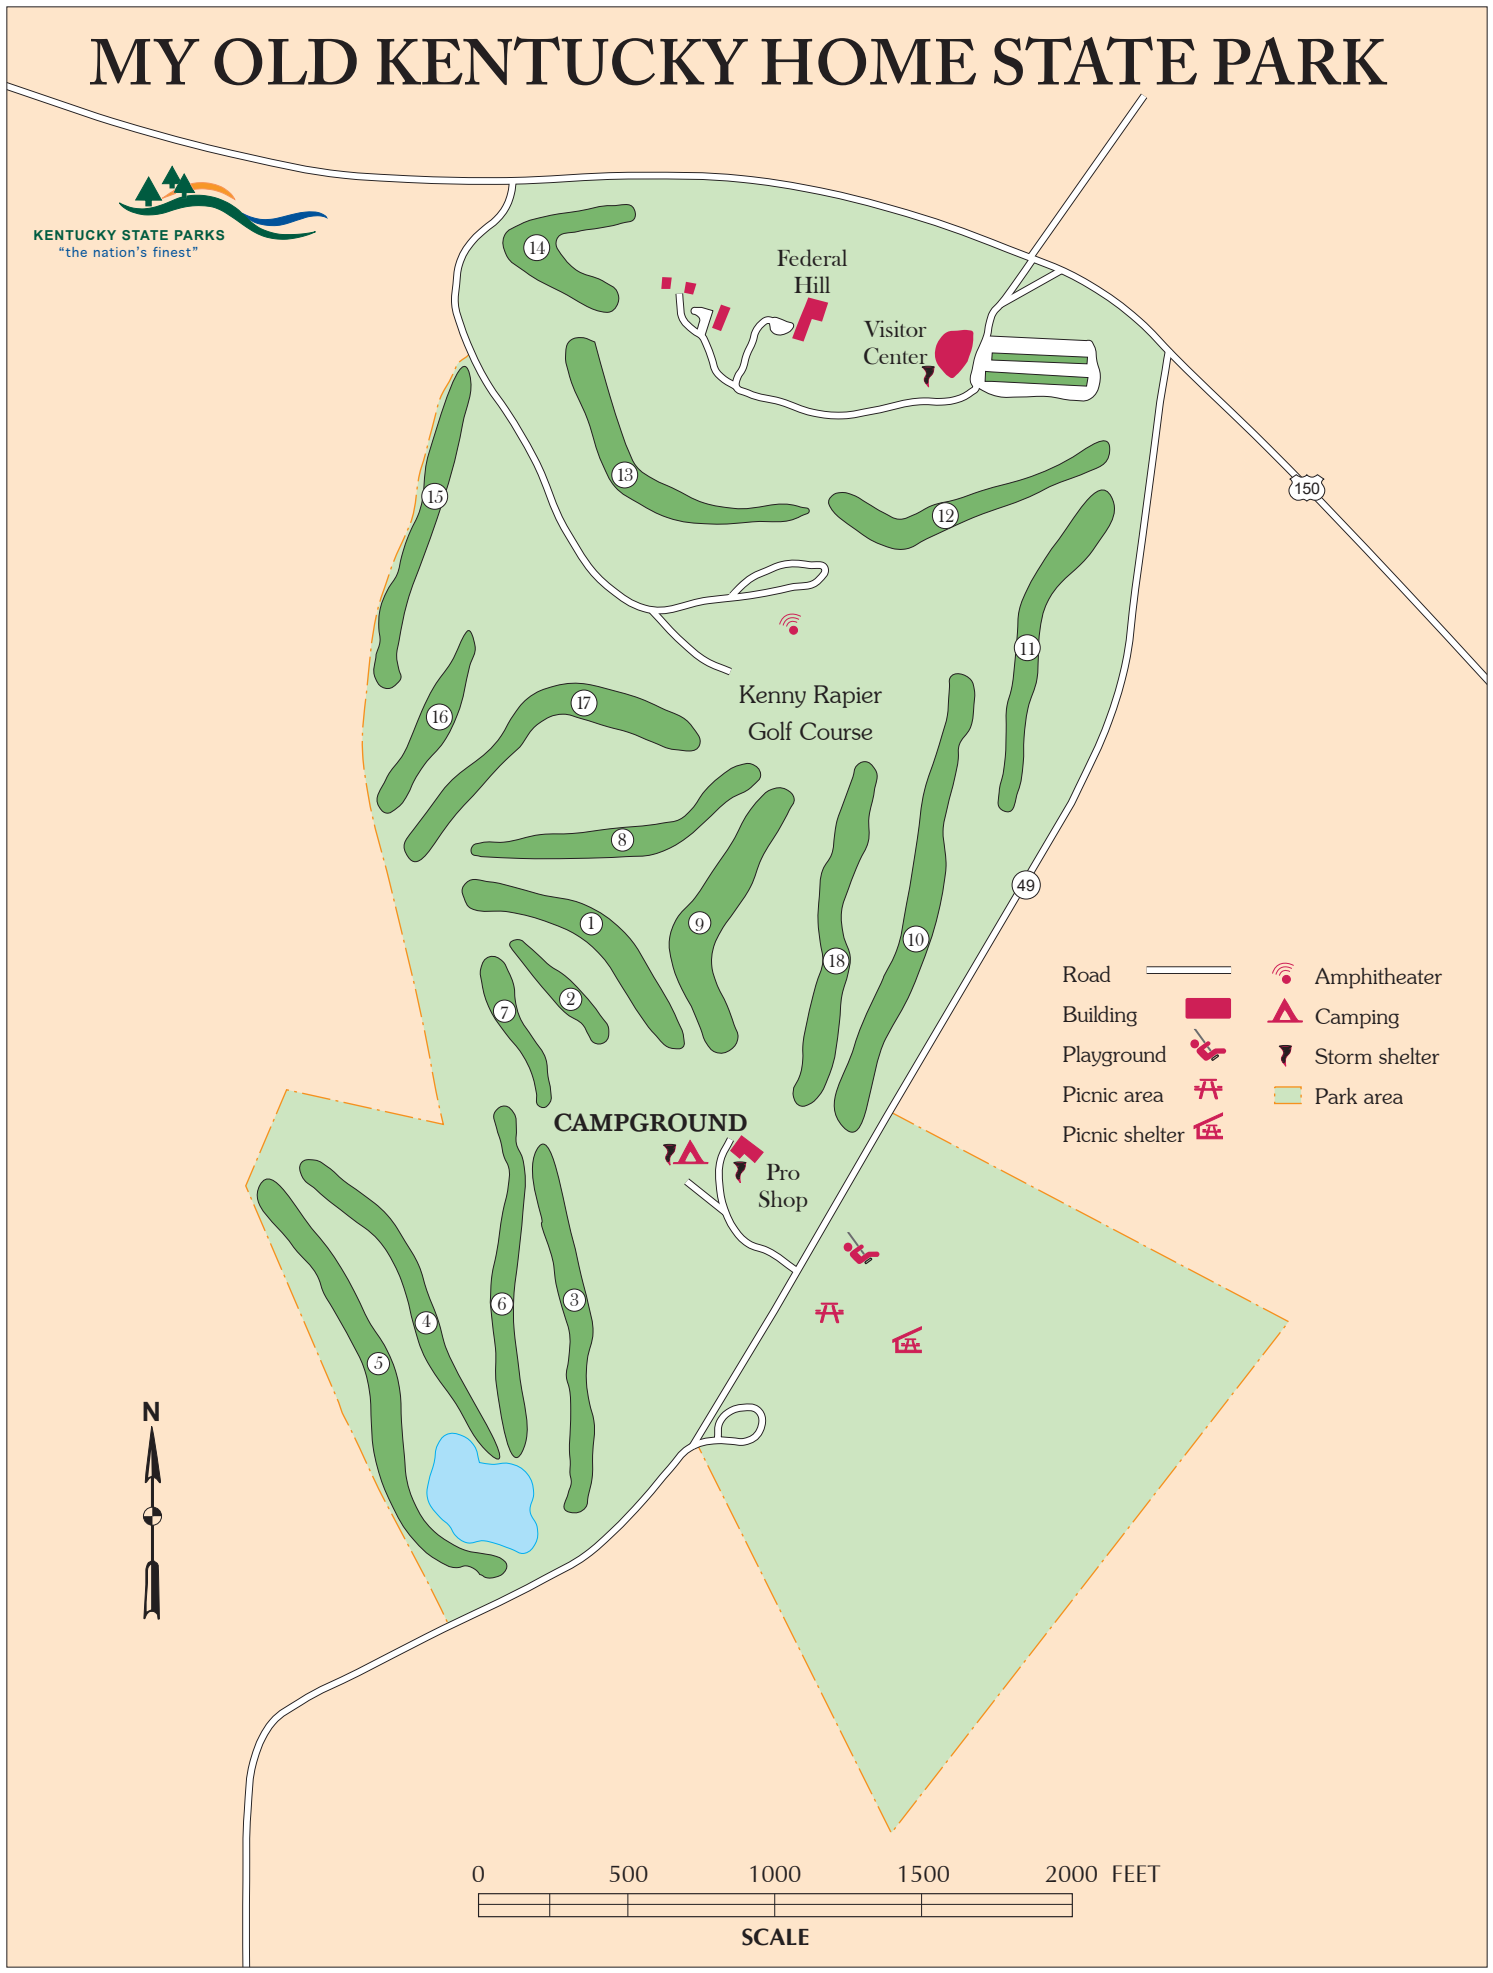 MY OLD KENTUCKY HOME STATE PARK
KENTUCKY STATE PARKS
“the nation’s finest”
14
Federal
Hill
Visitor
Center
13
15
12
150
11
Kenny Rapier
Golf Course
16
17
8
49
1
9
10
18
2
7
Road
Building
Playground
Picnic area
Picnic shelter
Amphitheater
Camping
Storm shelter
Park area
CAMPGROUND
Pro
Shop
6
3
4
5
N
0 500 1000 1500 2000 FEET
SCALE